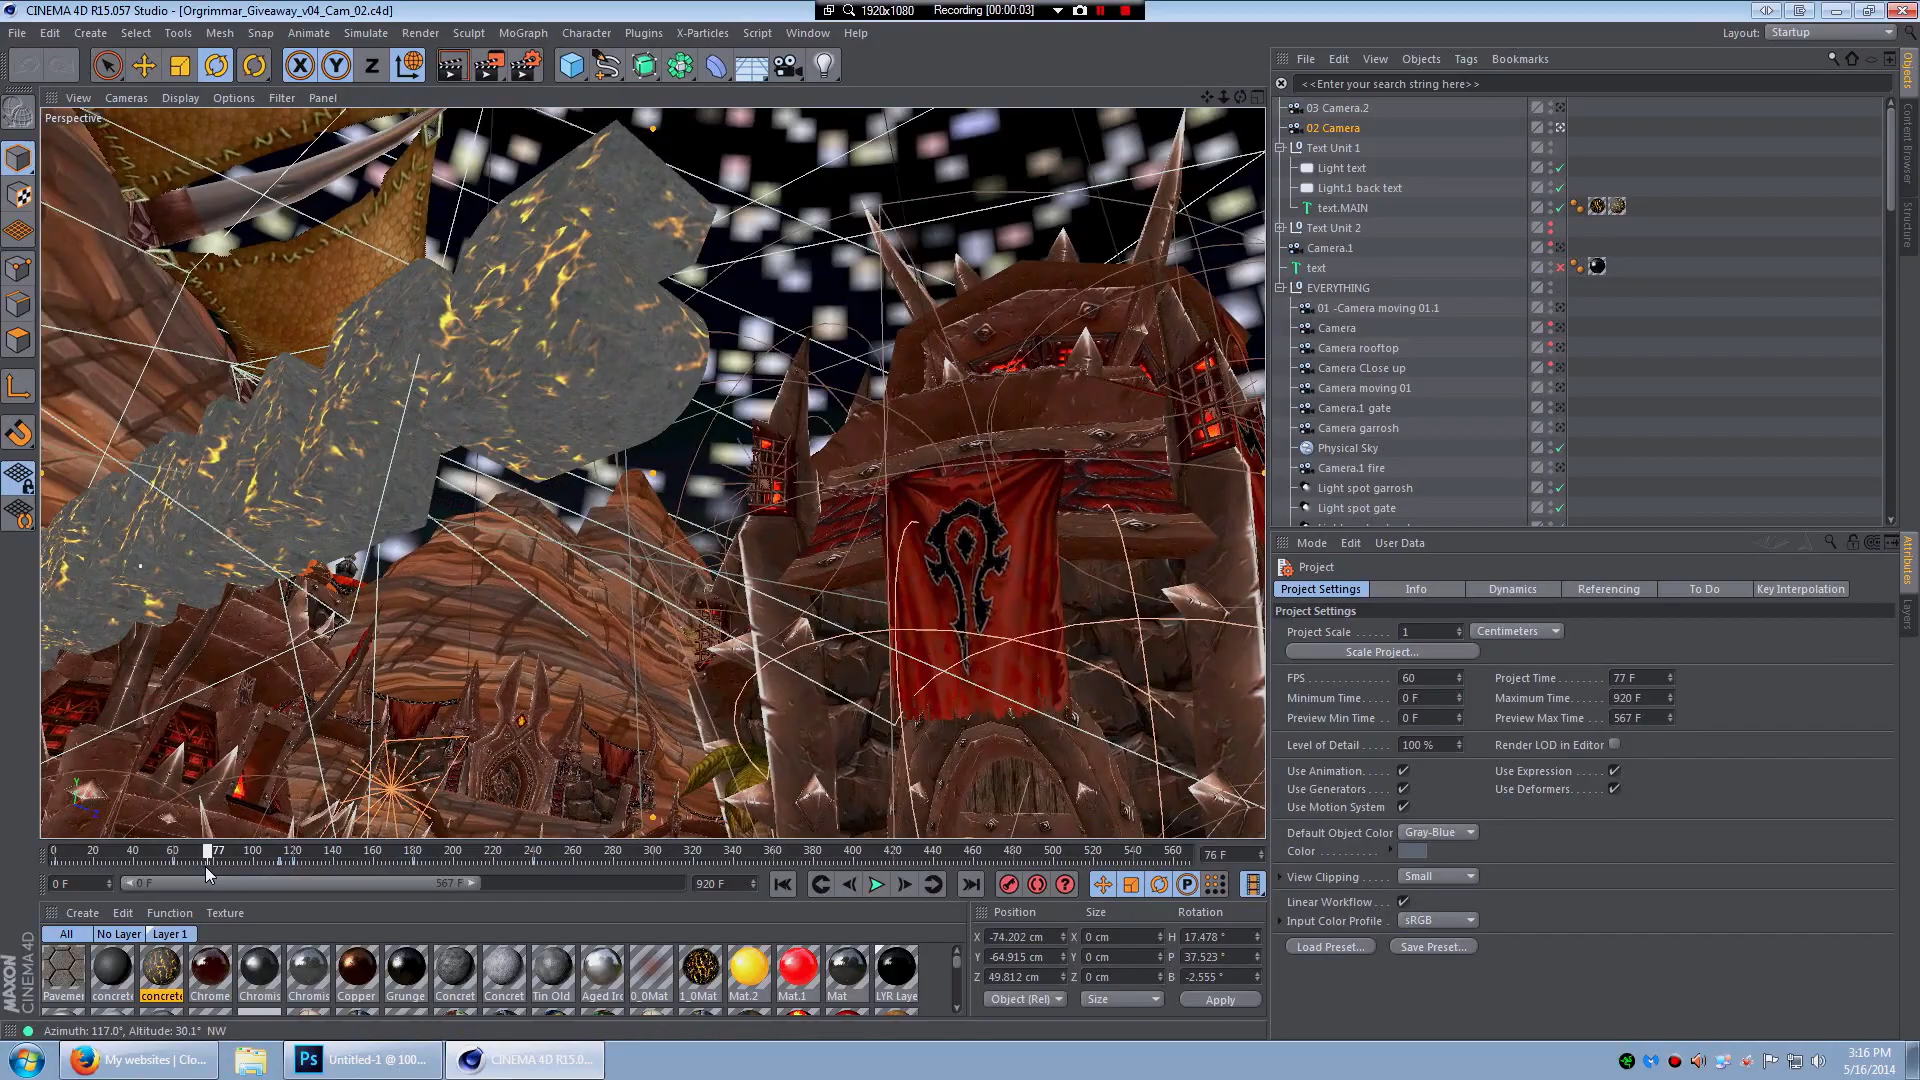 CINEMA 4D R15.057 Studio - [Orgrimmar_Giveaway_v04_Cam_02.c4d]
1920x1080 Recording [00:00:03]
File Edit Create Select Tools Mesh Snap Animate Simulate Render Sculpt MoGraph Character Plugins X-Particles Script Window Help
Layout: Startup
File Edit View Objects Tags Bookmarks
<<Enter your search string here>>
View Cameras Display Options Filter Panel
Perspective
03 Camera.2
02 Camera
Text Unit 1
Light text
Light.1 back text
text.MAIN
Text Unit 2
Camera.1
text
EVERYTHING
01 -Camera moving 01.1
Camera
Camera rooftop
Camera CLose up
Camera moving 01
Camera.1 gate
Camera garrosh
Physical Sky
Camera.1 fire
Light spot garrosh
Light spot gate
Objects
Content Browser
Structure
Attributes
Layers
Mode Edit User Data
Project
Project Settings Info Dynamics Referencing To Do Key Interpolation
Project Settings
Project Scale 1 Centimeters
Scale Project...
FPS 60 Project Time 77 F
Minimum Time 0 F Maximum Time 920 F
Preview Min Time 0 F Preview Max Time 567 F
Level of Detail 100 % Render LOD in Editor
Use Animation Use Expression
Use Generators Use Deformers
Use Motion System
Default Object Color Gray-Blue
Color
View Clipping Small
Linear Workflow
Input Color Profile sRGB
Load Preset... Save Preset...
0 20 40 60 77 100 120 140 160 180 200 220 240 260 280 300 320 340 360 380 400 420 440 460 480 500 520 540 560 76 F
0 F 0 F 567 F 920 F
Create Edit Function Texture
All No Layer Layer 1
Pavemer concrete concrete Chrome Chromis Chromis Copper Grunge Concret Concret Tin Old Aged Irc 0_0Mat 1_0Mat Mat.2 Mat.1 Mat LYR Laye
Position Size Rotation
X -74.202 cm X 0 cm H 17.478 °
Y -64.915 cm Y 0 cm P 37.523 °
Z 49.812 cm Z 0 cm B -2.555 °
Object (Rel) Size Apply
MAXON
CINEMA 4D
Azimuth: 117.0°, Altitude: 30.1° NW
My websites | Clo...
Ps Untitled-1 @ 100...
CINEMA 4D R15.0...
3:16 PM
5/16/2014